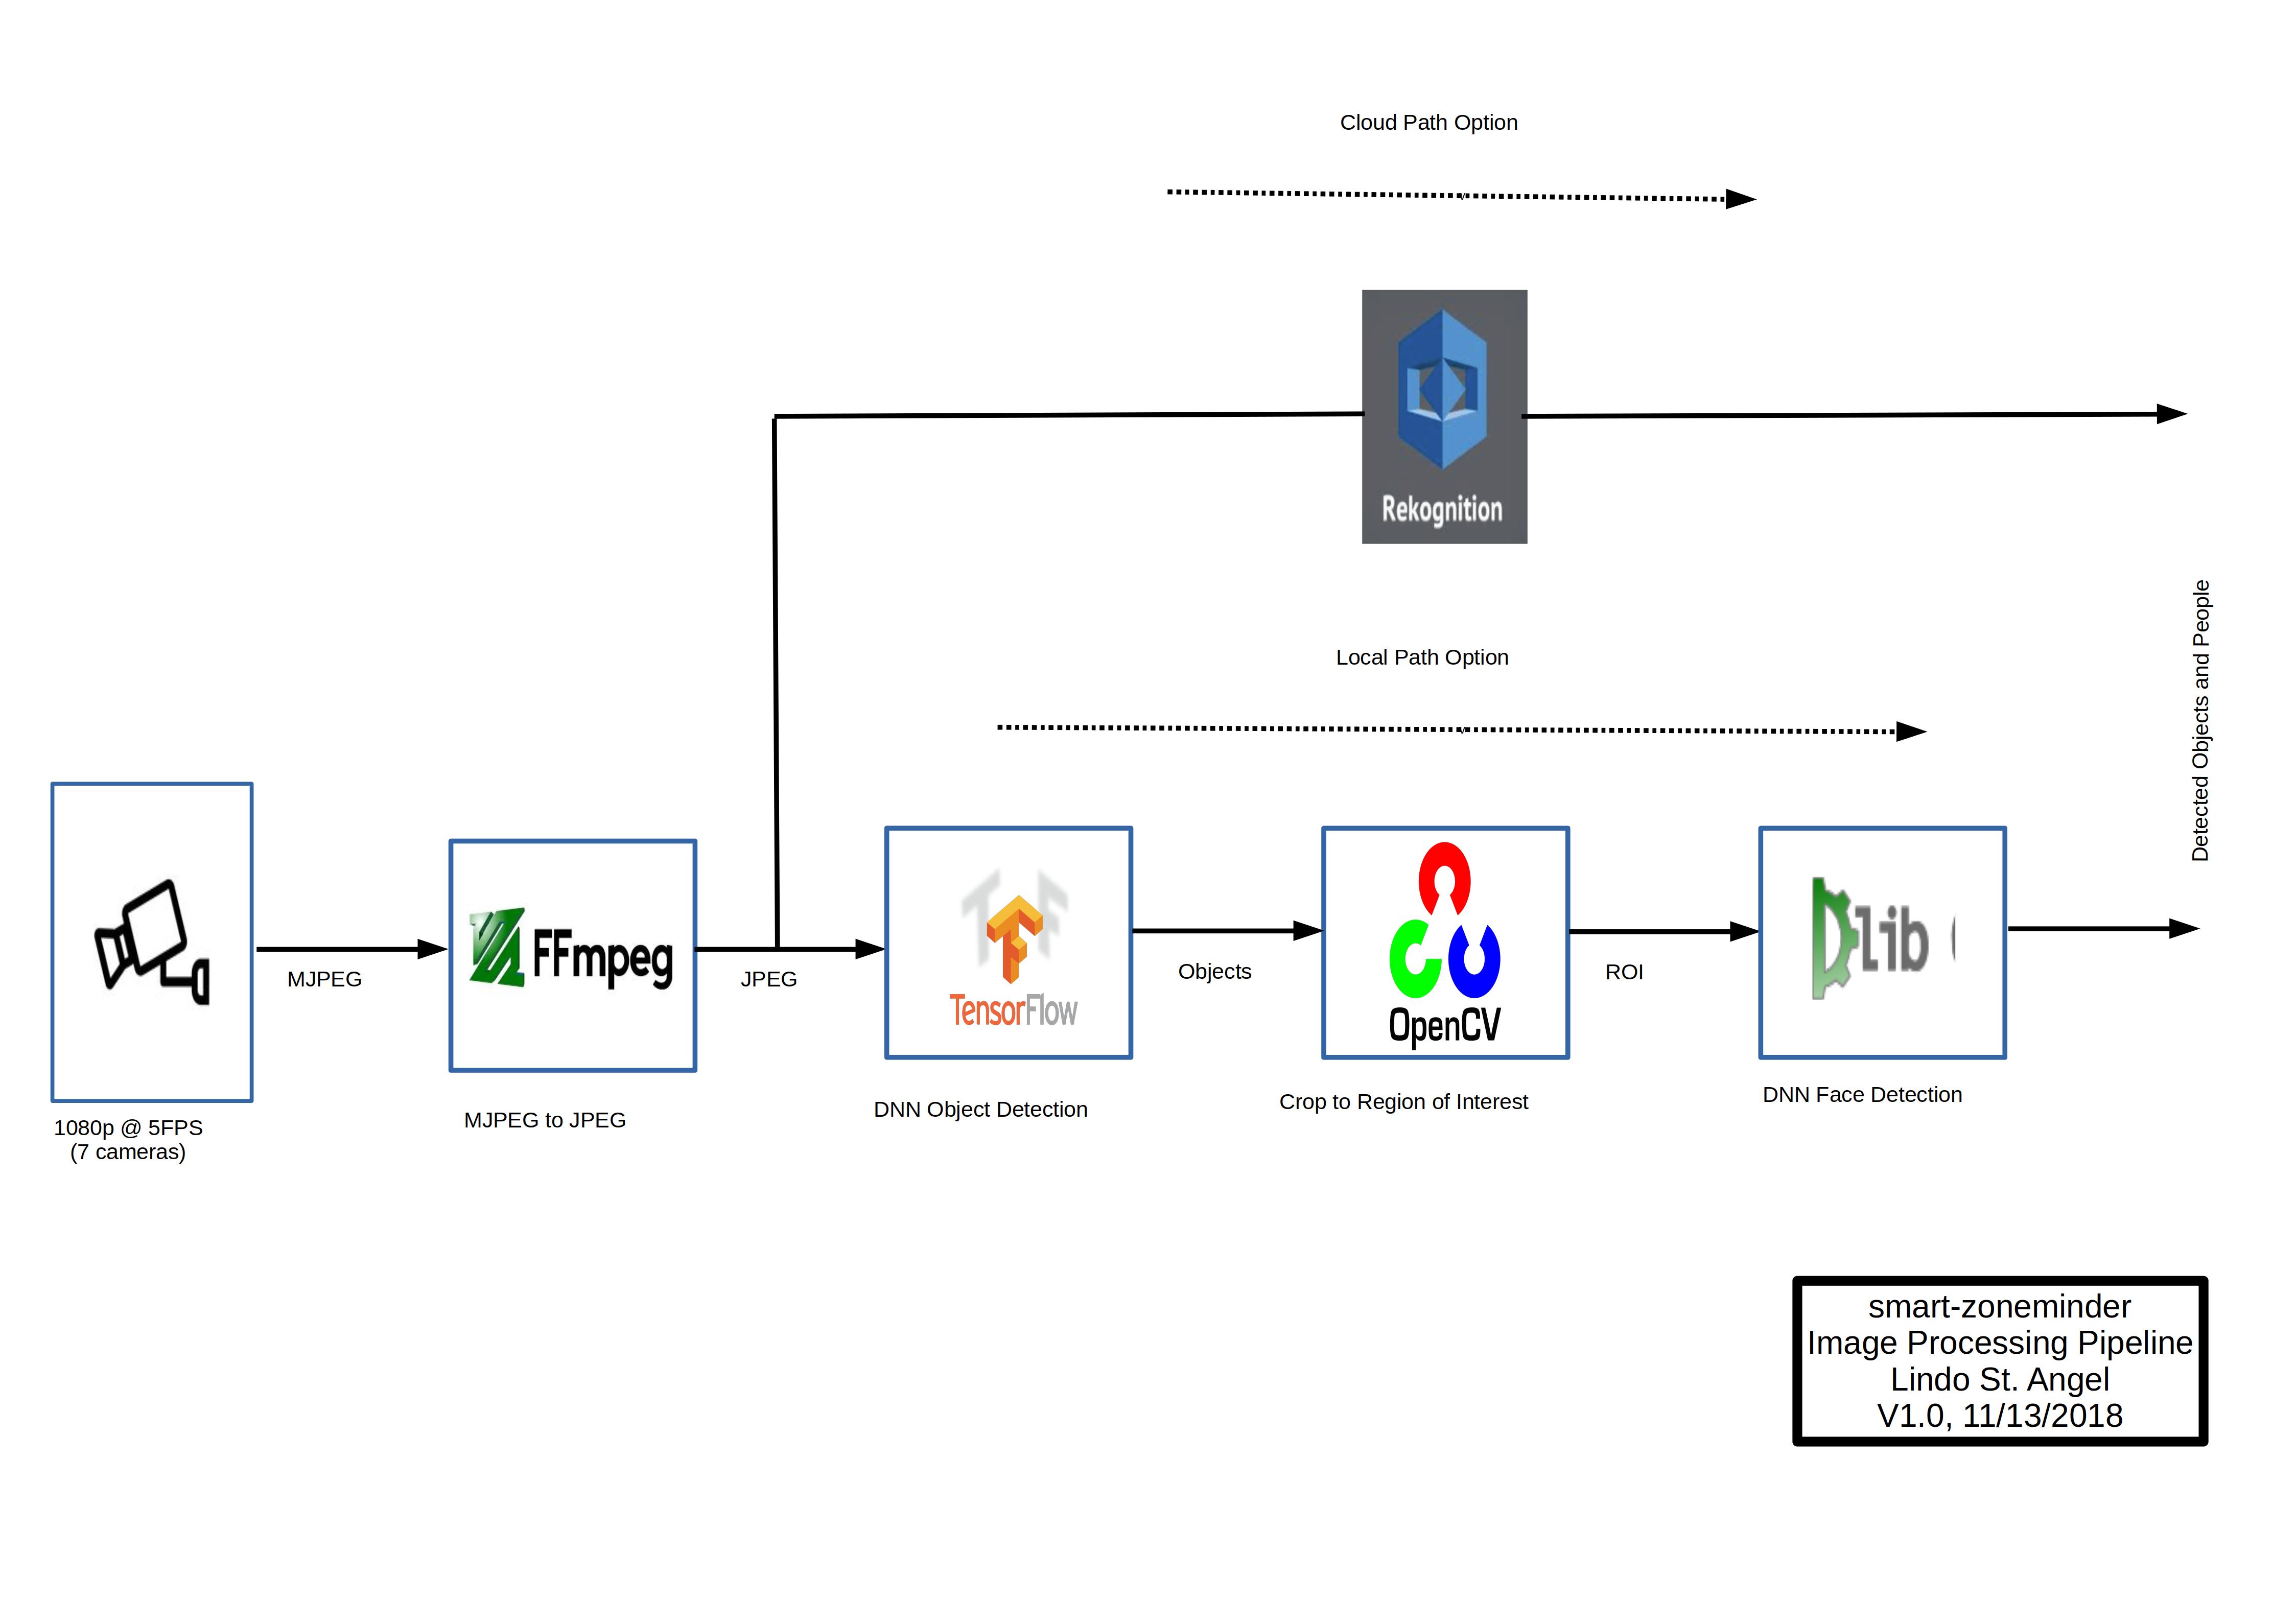 Cloud Path Option
Rekognition
Local Path Option
Detected Objects and People
FFmpeg
MJPEG
JPEG
TensorFlow
Objects
OpenCV
ROI
Dlib
1080p @ 5FPS
(7 cameras)
MJPEG to JPEG
DNN Object Detection
Crop to Region of Interest
DNN Face Detection
smart-zoneminder
Image Processing Pipeline
Lindo St. Angel
V1.0, 11/13/2018